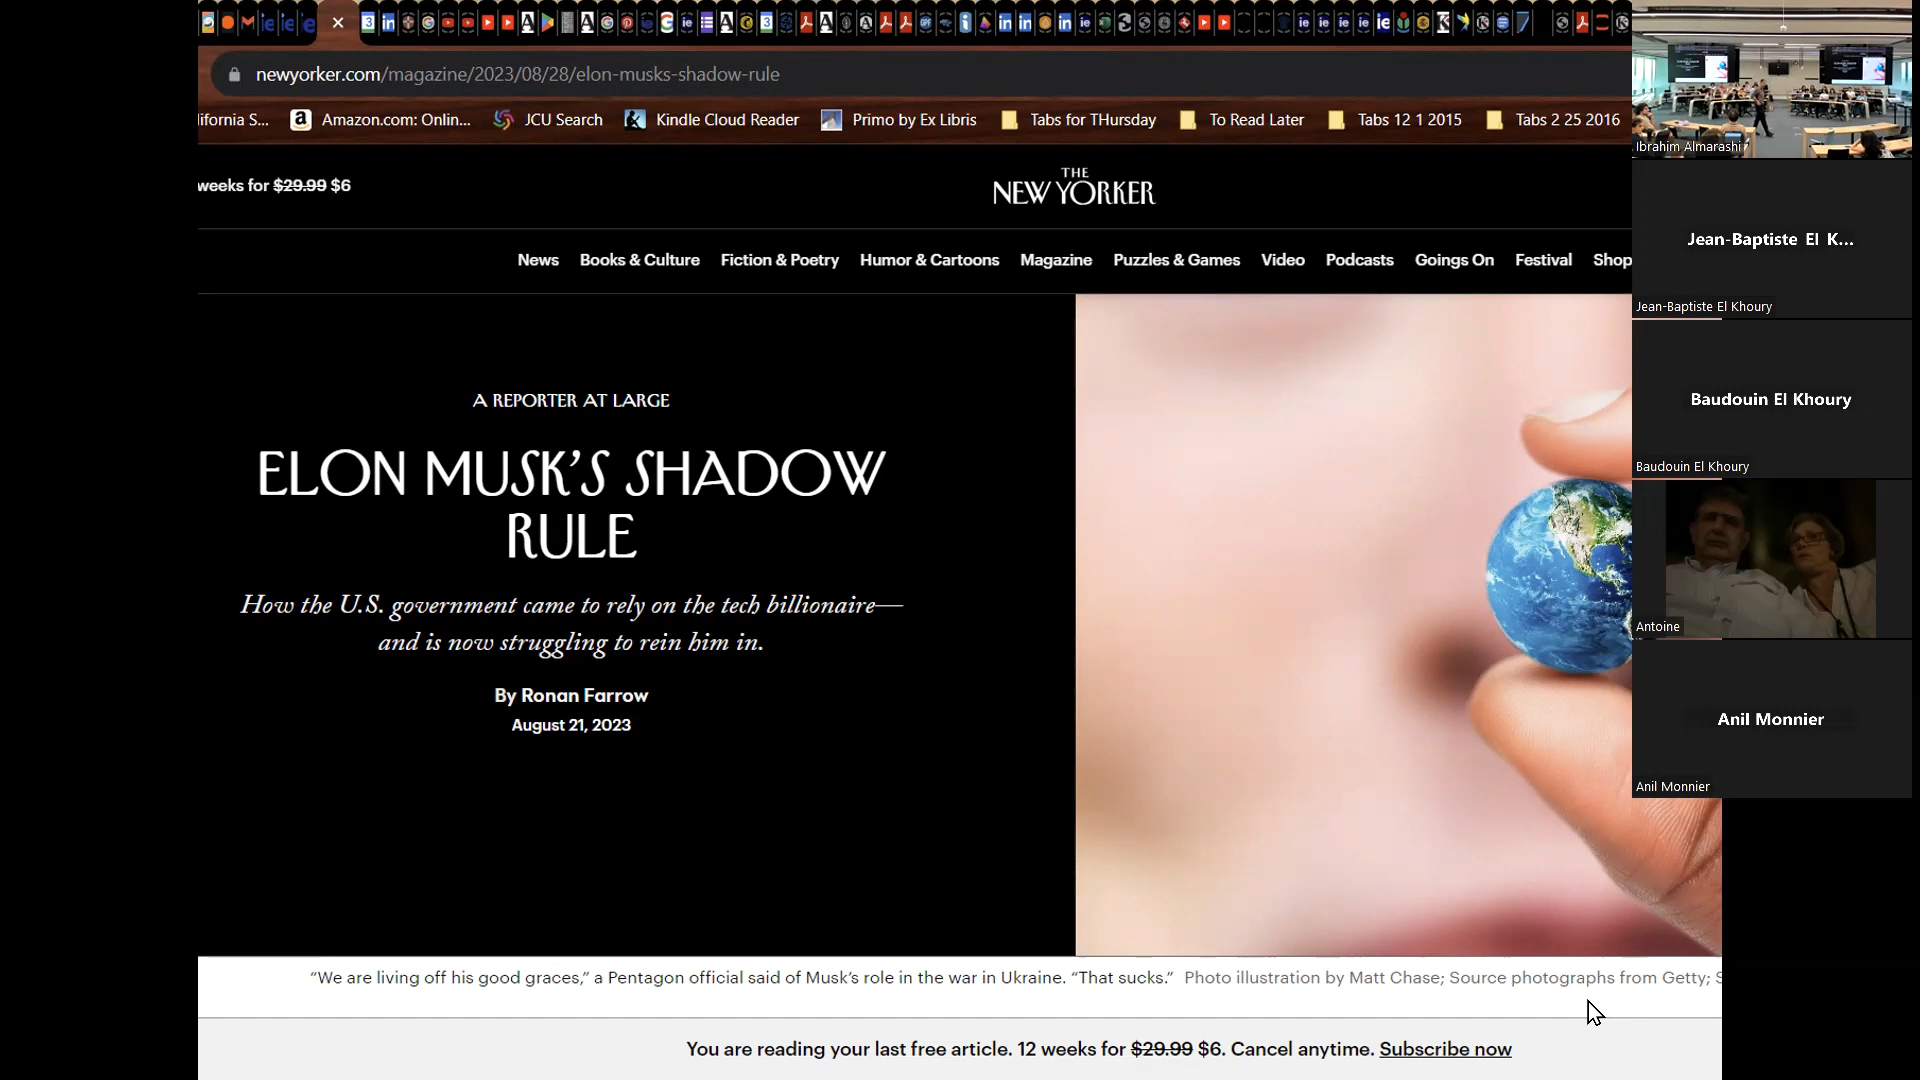 newyorker.com/magazine/2023/08/28/elon-musks-shadow-rule
lifornia S...
Amazon.com: Onlin...
JCU Search
Kindle Cloud Reader
Primo by Ex Libris
Tabs for THursday
To Read Later
Tabs 12 1 2015
Tabs 2 25 2016
weeks for $29.99 $6
THE
NEW YORKER
News Books & Culture Fiction & Poetry Humor & Cartoons Magazine Puzzles & Games Video Podcasts Goings On Festival Shop
A REPORTER AT LARGE
ELON MUSK’S SHADOW
RULE
How the U.S. government came to rely on the tech billionaire—
and is now struggling to rein him in.
By Ronan Farrow
August 21, 2023
“We are living off his good graces,” a Pentagon official said of Musk’s role in the war in Ukraine. “That sucks.” Photo illustration by Matt Chase; Source photographs from Getty; S
You are reading your last free article. 12 weeks for $29.99 $6. Cancel anytime. Subscribe now
Ibrahim Almarashi
Jean-Baptiste El K...
Jean-Baptiste El Khoury
Baudouin El Khoury
Baudouin El Khoury
Antoine
Anil Monnier
Anil Monnier